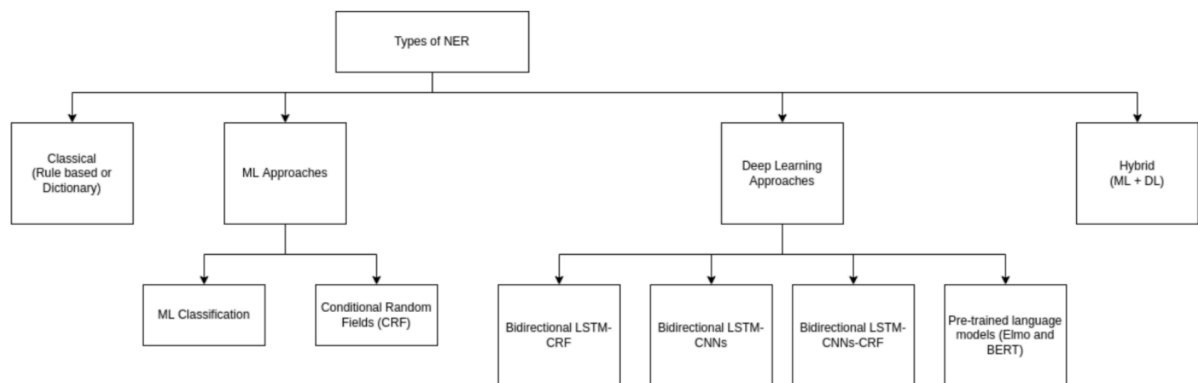 Types of NER
Classical
(Rule based or
Dictionary)
ML Approaches
Deep Learning
Approaches
Hybrid
(ML + DL)
ML Classification
Conditional Random
Fields (CRF)
Bidirectional LSTM-
CRF
Bidirectional LSTM-
CNNs
Bidirectional LSTM-
CNNs-CRF
Pre-trained language
models (Elmo and
BERT)